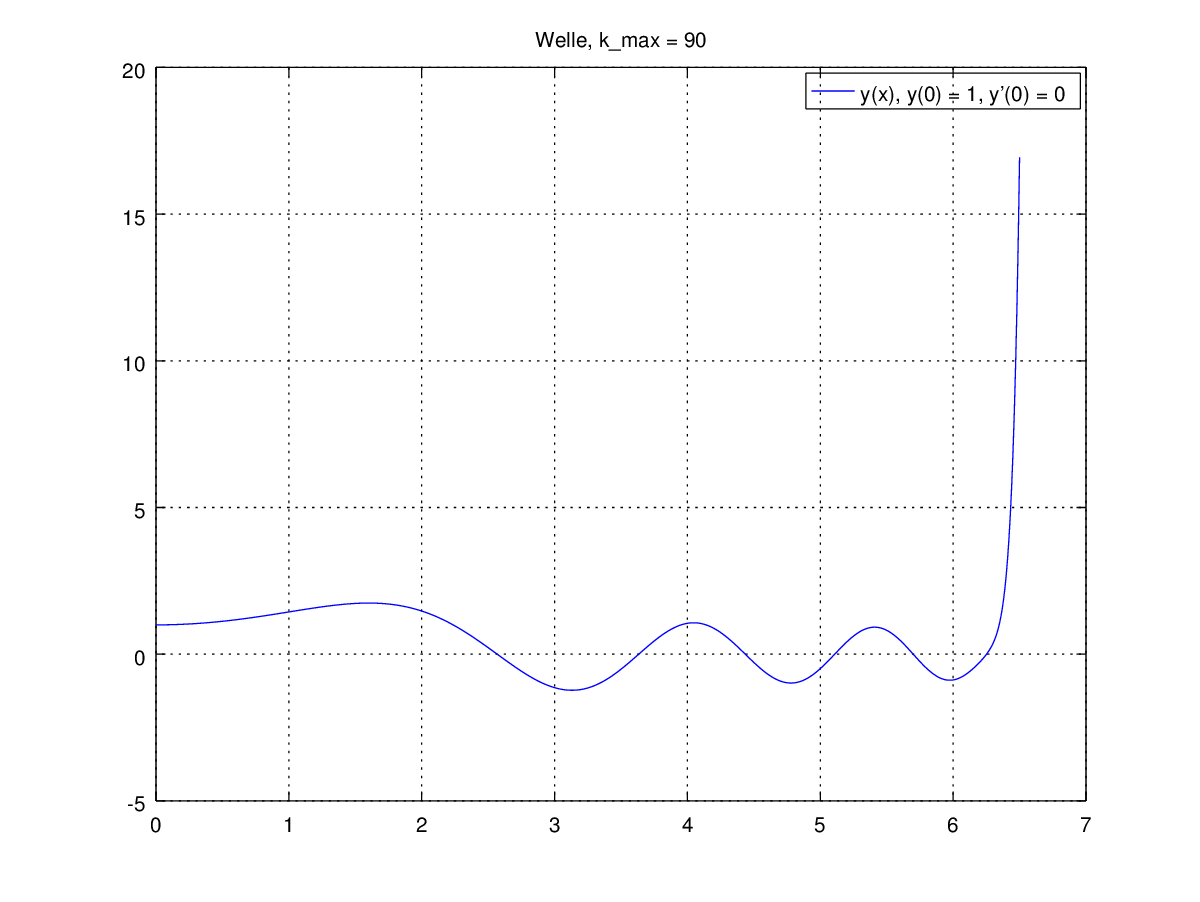 Welle, k_max = 90
y(x), y(0) = 1, y'(0) = 0
20
15
10
5
0
-5
0 1 2 3 4 5 6 7